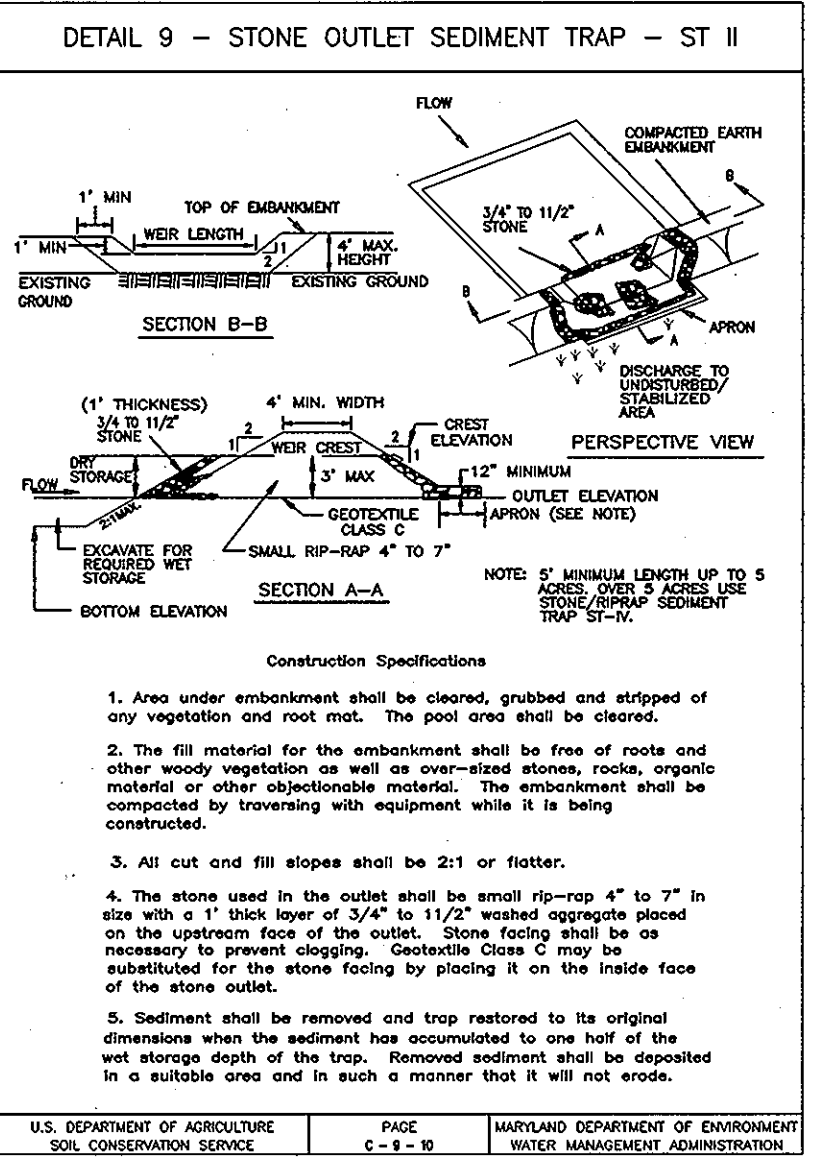 DETAIL 9 – STONE OUTLET SEDIMENT TRAP – ST II
FLOW
COMPACTED EARTH
EMBANKMENT
B
3/4" TO 11/2"
STONE
A
B
A
APRON
DISCHARGE TO
UNDISTURBED/
STABILIZED
AREA
PERSPECTIVE VIEW
1' MIN
TOP OF EMBANKMENT
WEIR LENGTH
1' MIN
1
2
4' MAX.
HEIGHT
EXISTING
GROUND
EXISTING GROUND
SECTION B-B
(1' THICKNESS)
3/4 TO 11/2"
STONE
4' MIN. WIDTH
2
1
WEIR CREST
2
1
CREST
ELEVATION
DRY
STORAGE
3' MAX
12" MINIMUM
FLOW
OUTLET ELEVATION
2:1 MAX.
GEOTEXTILE
CLASS C
APRON (SEE NOTE)
EXCAVATE FOR
REQUIRED WET
STORAGE
SMALL RIP-RAP 4" TO 7"
BOTTOM ELEVATION
SECTION A-A
NOTE: 5' MINIMUM LENGTH UP TO 5
ACRES. OVER 5 ACRES USE
STONE/RIPRAP SEDIMENT
TRAP ST-IV.
Construction Specifications
1. Area under embankment shall be cleared, grubbed and stripped of
any vegetation and root mat. The pool area shall be cleared.
2. The fill material for the embankment shall be free of roots and
other woody vegetation as well as over-sized stones, rocks, organic
material or other objectionable material. The embankment shall be
compacted by traversing with equipment while it is being
constructed.
3. All cut and fill slopes shall be 2:1 or flatter.
4. The stone used in the outlet shall be small rip-rap 4" to 7" in
size with a 1' thick layer of 3/4" to 11/2" washed aggregate placed
on the upstream face of the outlet. Stone facing shall be as
necessary to prevent clogging. Geotextile Class C may be
substituted for the stone facing by placing it on the inside face
of the stone outlet.
5. Sediment shall be removed and trap restored to its original
dimensions when the sediment has accumulated to one half of the
wet storage depth of the trap. Removed sediment shall be deposited
in a suitable area and in such a manner that it will not erode.
U.S. DEPARTMENT OF AGRICULTURE
SOIL CONSERVATION SERVICE
PAGE
C - 9 - 10
MARYLAND DEPARTMENT OF ENVIRONMENT
WATER MANAGEMENT ADMINISTRATION